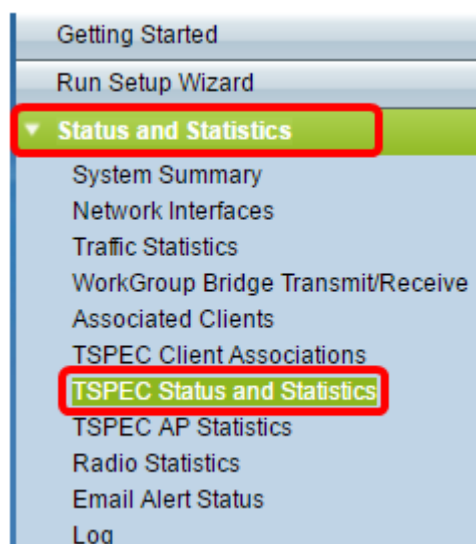 Getting Started
Run Setup Wizard
Status and Statistics
System Summary
Network Interfaces
Traffic Statistics
WorkGroup Bridge Transmit/Receive
Associated Clients
TSPEC Client Associations
TSPEC Status and Statistics
TSPEC AP Statistics
Radio Statistics
Email Alert Status
Log